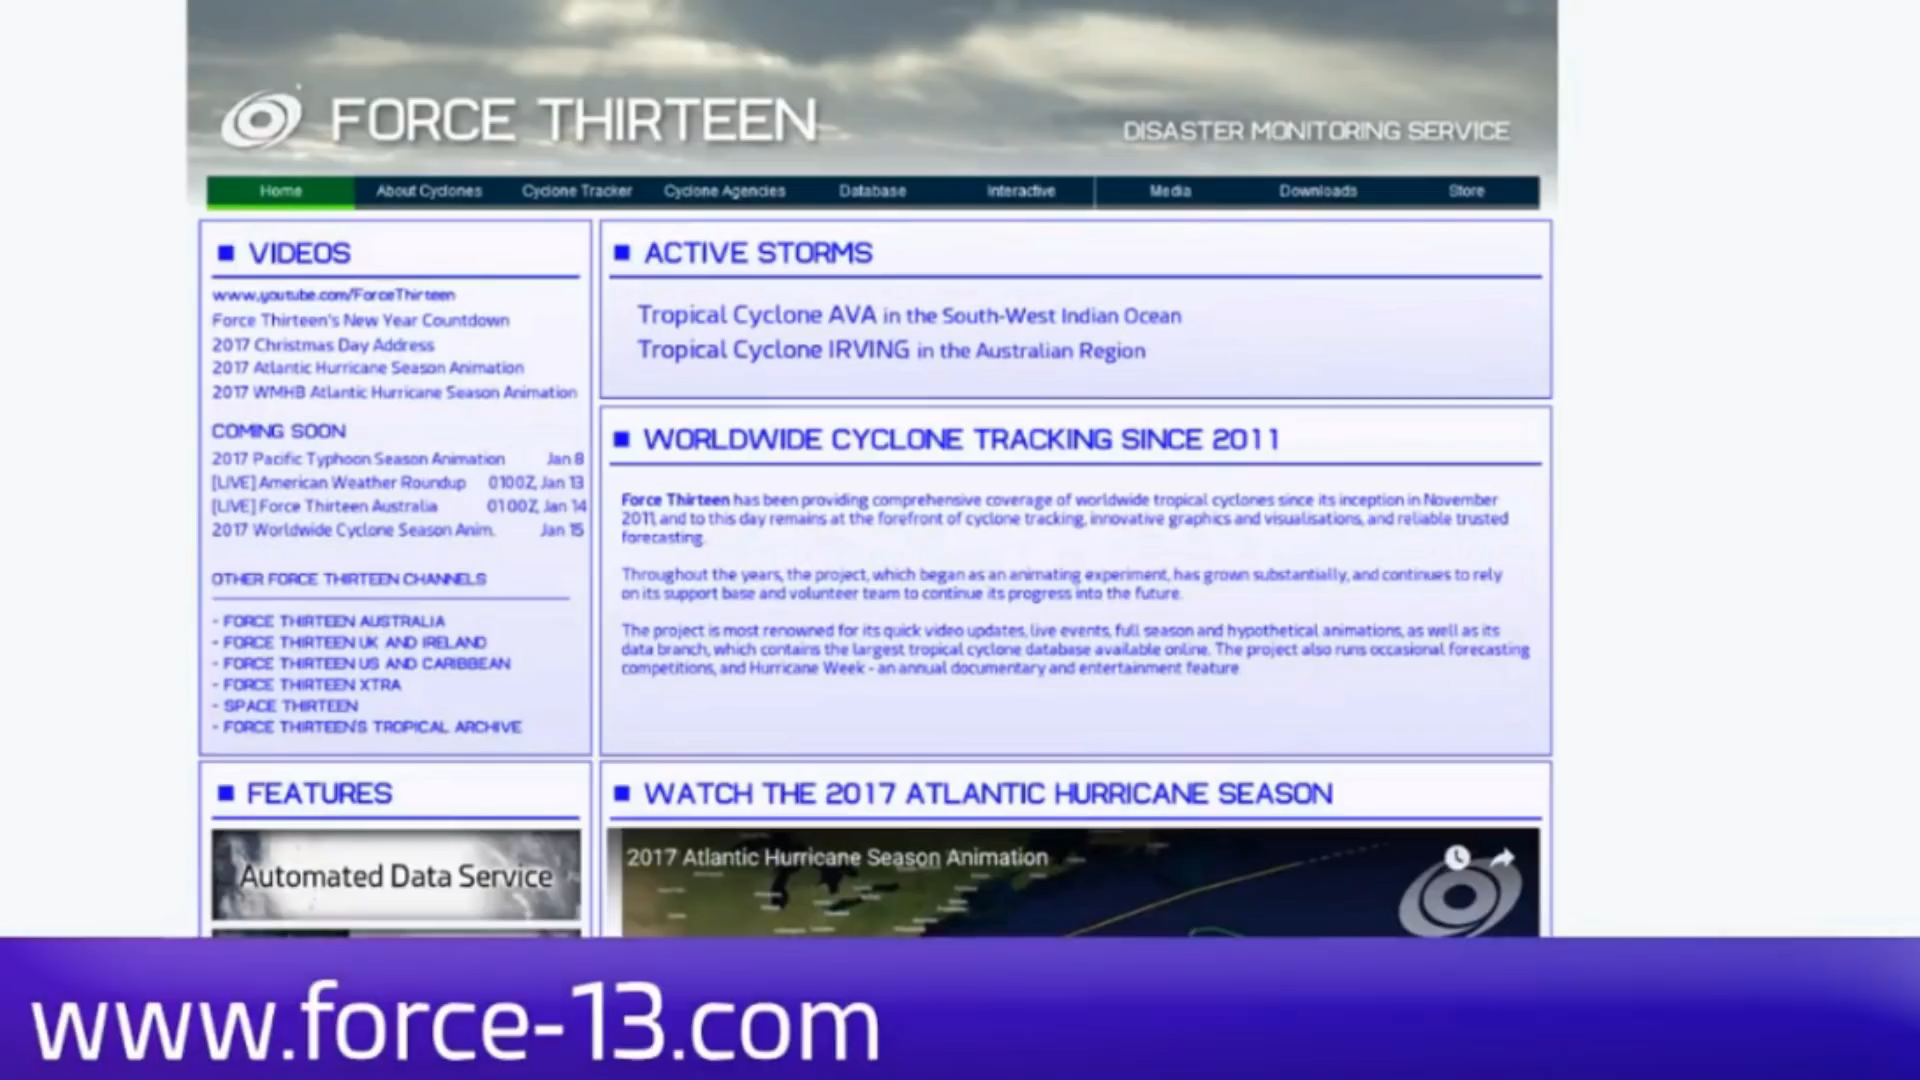 FORCE THIRTEEN
DISASTER MONITORING SERVICE
Home About Cyclones Cyclone Tracker Cyclone Agencies Database Interactive Media Downloads Store
VIDEOS
www.youtube.com/ForceThirteen
Force Thirteen's New Year Countdown
2017 Christmas Day Address
2017 Atlantic Hurricane Season Animation
2017 WMHB Atlantic Hurricane Season Animation
COMING SOON
2017 Pacific Typhoon Season Animation Jan 8
[LIVE] American Weather Roundup 0100Z, Jan 13
[LIVE] Force Thirteen Australia 0100Z, Jan 14
2017 Worldwide Cyclone Season Anim. Jan 15
OTHER FORCE THIRTEEN CHANNELS
- FORCE THIRTEEN AUSTRALIA
- FORCE THIRTEEN UK AND IRELAND
- FORCE THIRTEEN US AND CARIBBEAN
- FORCE THIRTEEN XTRA
- SPACE THIRTEEN
- FORCE THIRTEEN'S TROPICAL ARCHIVE
ACTIVE STORMS
Tropical Cyclone AVA in the South-West Indian Ocean
Tropical Cyclone IRVING in the Australian Region
WORLDWIDE CYCLONE TRACKING SINCE 2011
Force Thirteen has been providing comprehensive coverage of worldwide tropical cyclones since its inception in November
2011, and to this day remains at the forefront of cyclone tracking, innovative graphics and visualisations, and reliable trusted
forecasting.
Throughout the years, the project, which began as an animating experiment, has grown substantially, and continues to rely
on its support base and volunteer team to continue its progress into the future.
The project is most renowned for its quick video updates, live events, full season and hypothetical animations, as well as its
data branch, which contains the largest tropical cyclone database available online. The project also runs occasional forecasting
competitions, and Hurricane Week - an annual documentary and entertainment feature.
FEATURES
Automated Data Service
WATCH THE 2017 ATLANTIC HURRICANE SEASON
2017 Atlantic Hurricane Season Animation
www.force-13.com